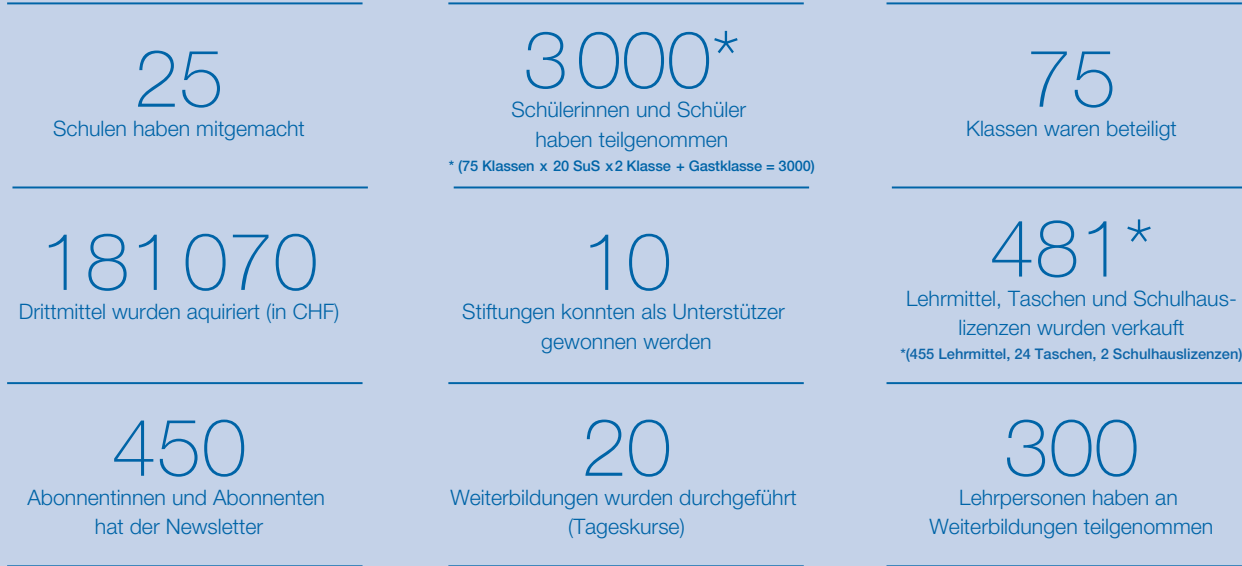 25
Schulen haben mitgemacht
3000*
Schülerinnen und Schüler
haben teilgenommen
* (75 Klassen x 20 SuS x2 Klasse + Gastklasse = 3000)
75
Klassen waren beteiligt
181070
Drittmittel wurden aquiriert (in CHF)
10
Stiftungen konnten als Unterstützer
gewonnen werden
481*
Lehrmittel, Taschen und Schulhaus-
lizenzen wurden verkauft
*(455 Lehrmittel, 24 Taschen, 2 Schulhauslizenzen)
450
Abonnentinnen und Abonnenten
hat der Newsletter
20
Weiterbildungen wurden durchgeführt
(Tageskurse)
300
Lehrpersonen haben an
Weiterbildungen teilgenommen